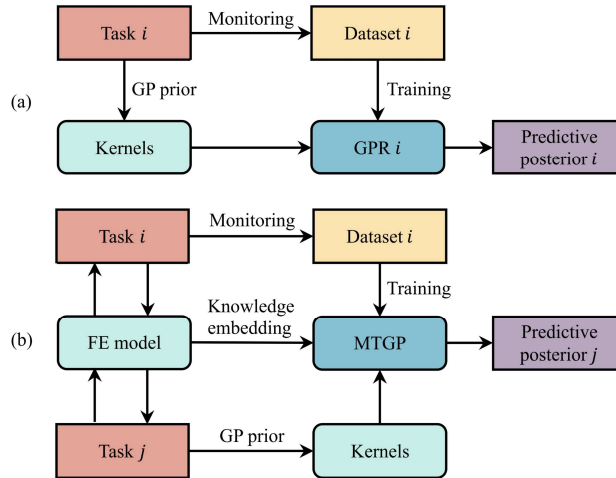 Task i
Monitoring
Dataset i
GP prior
Training
(a)
Kernels
GPR i
Predictive
posterior i
Task i
Monitoring
Dataset i
Training
Knowledge
embedding
(b)
FE model
MTGP
Predictive
posterior j
Task j
GP prior
Kernels